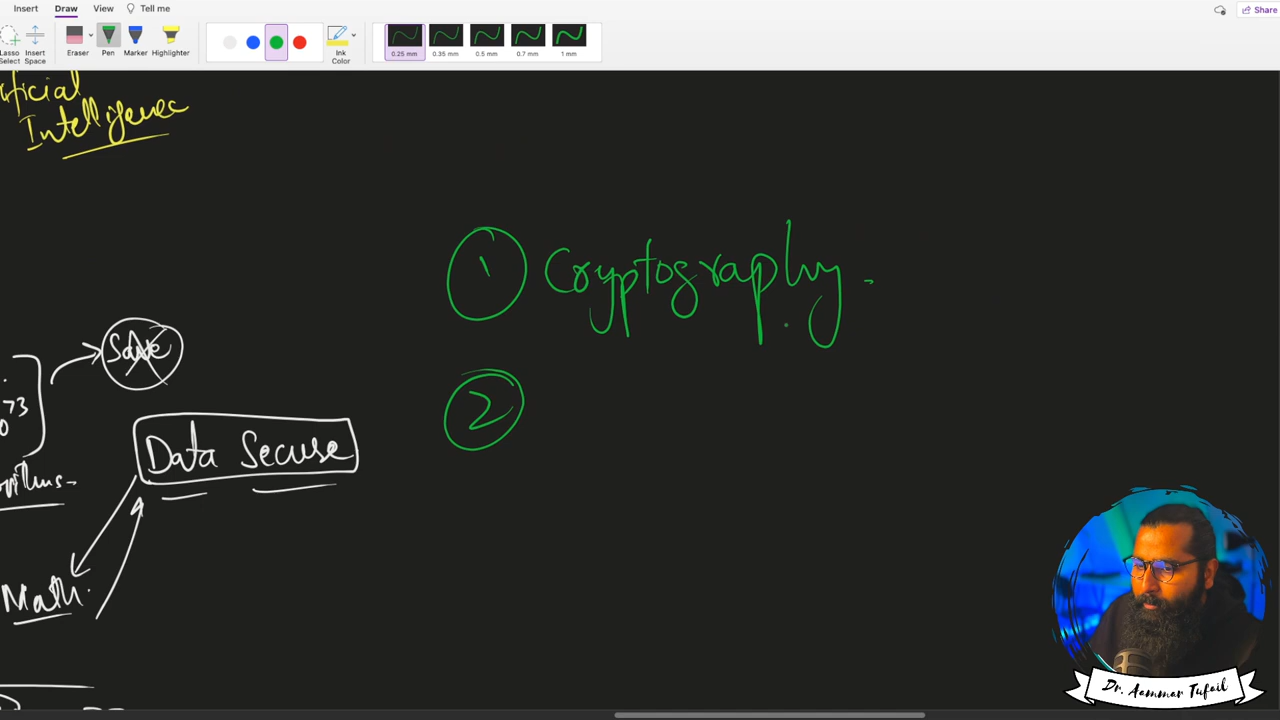 Insert Draw View Tell me
Share
Lasso Select
Insert Space
Eraser
Pen
Marker
Highlighter
Ink Color
0.25 mm
0.35 mm
0.5 mm
0.7 mm
1 mm
ficial
Intelligence
1 Cryptography.
Save
73
2
Data Secure
Math.
Dr. Aammar Tufail